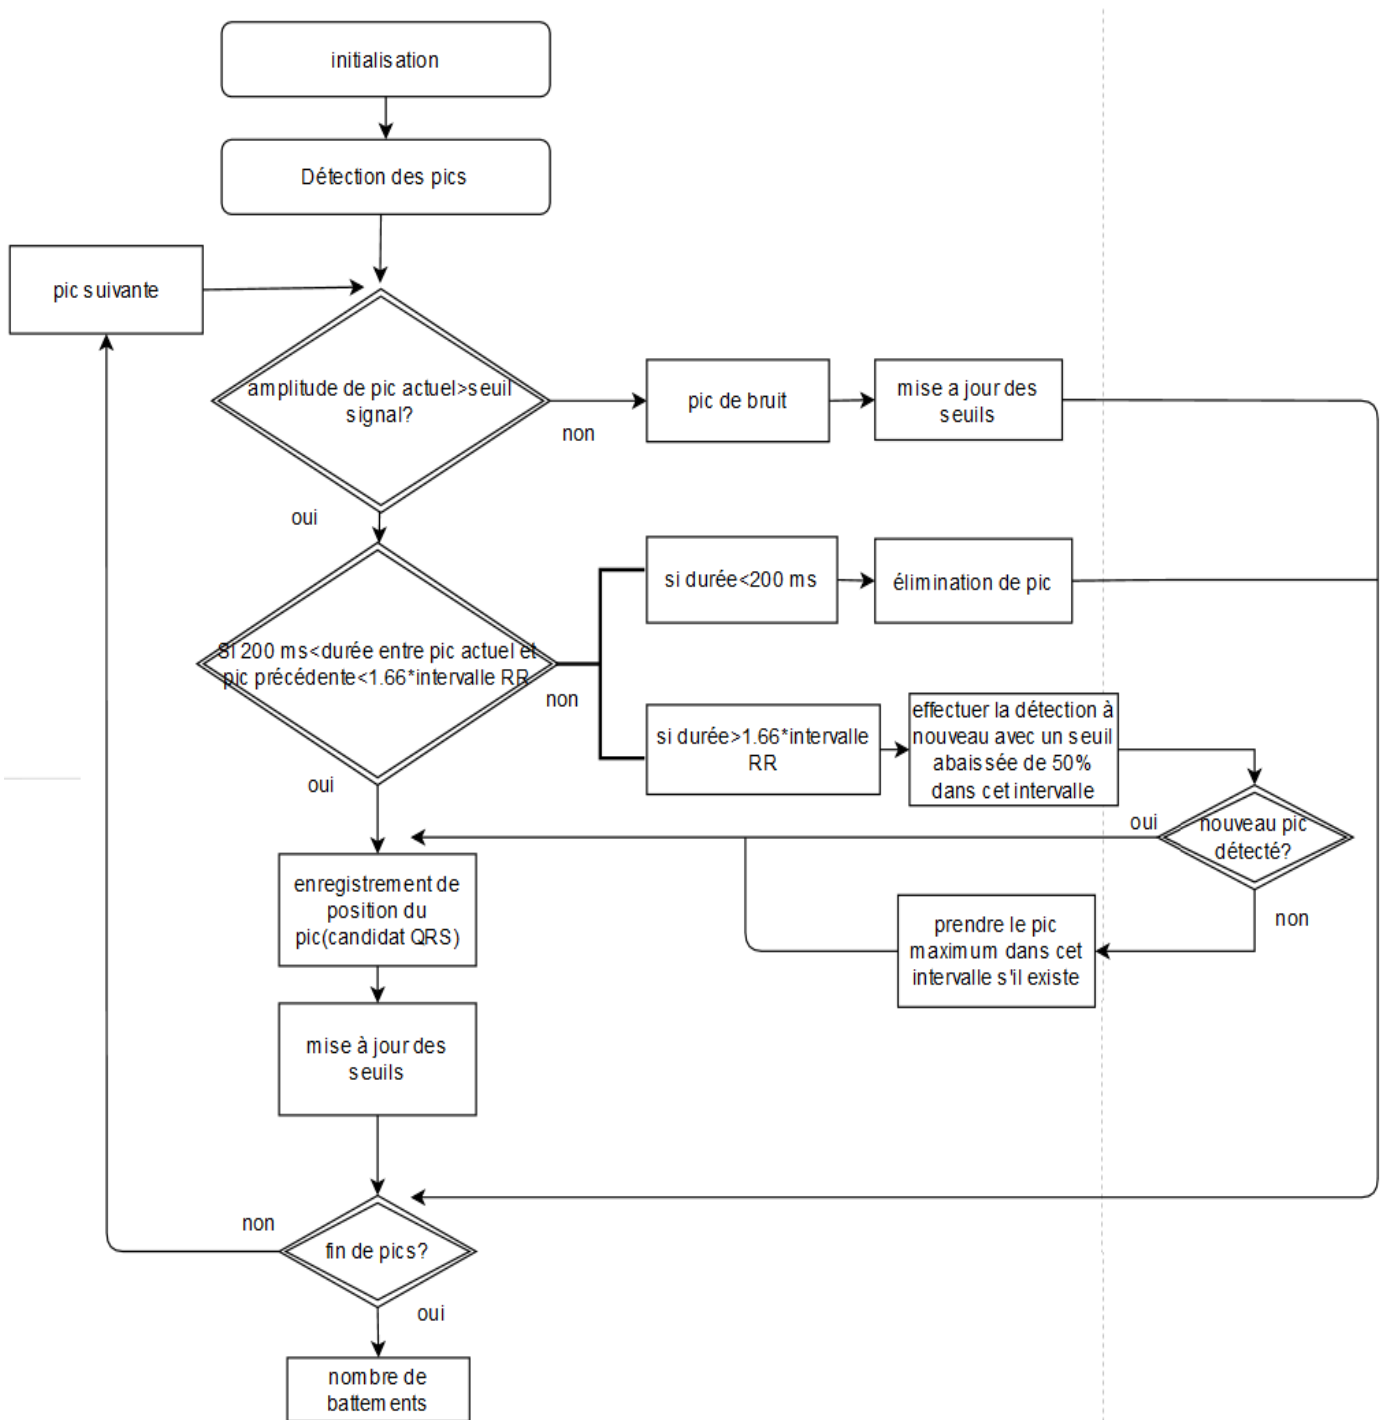 initialisation
Détection des pics
pic suivante
amplitude de pic actuel>seuil
signal?
non
pic de bruit
mise a jour des
seuils
oui
si durée<200 ms
élimination de pic
Si 200 ms<durée entre pic actuel et
pic précédente<1.66*intervalle RR
non
si durée>1.66*intervalle
RR
effectuer la détection à
nouveau avec un seuil
abaissée de 50%
dans cet intervalle
oui
oui
nouveau pic
détecté?
enregistrement de
position du
pic(candidat QRS)
non
prendre le pic
maximum dans cet
intervalle s'il existe
mise à jour des
seuils
non
fin de pics?
oui
nombre de
battements